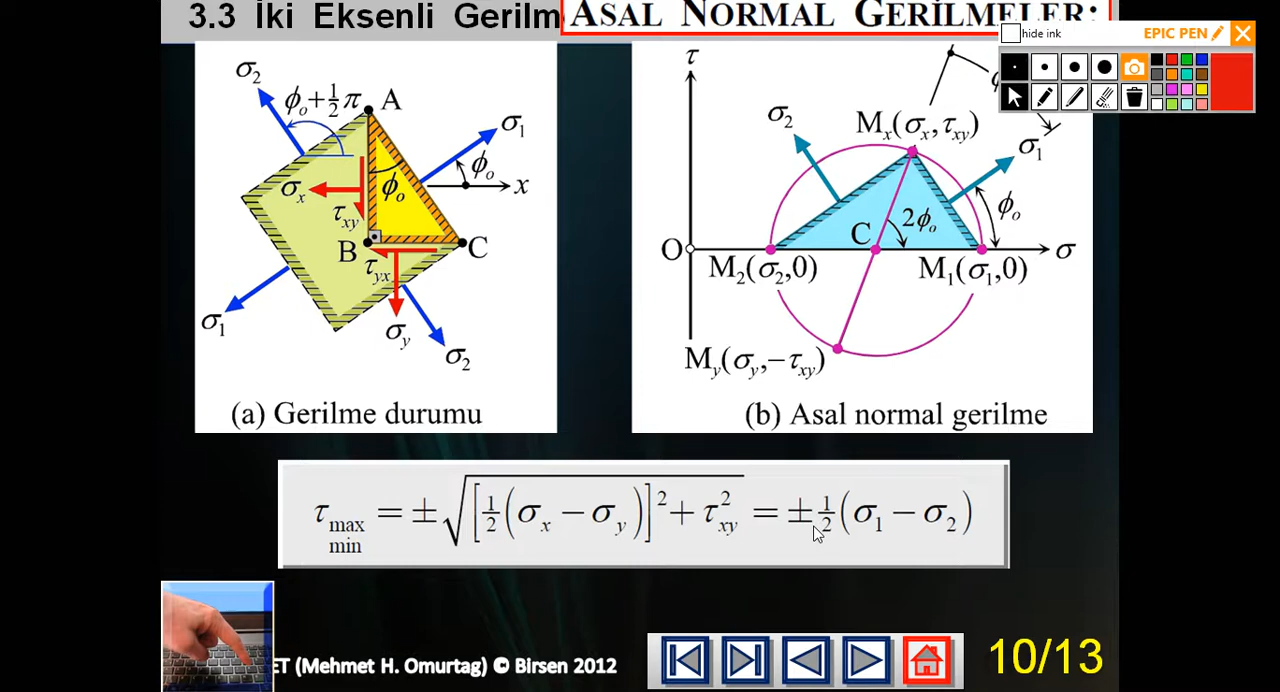 3.3 İki Eksenli Gerilm
ASAL NORMAL GERİLMELER:
hide ink
EPIC PEN
σ₂
ϕₒ+½π
A
σ₁
ϕₒ
x
σₓ
ϕₒ
τxy
B
C
τyx
σy
σ₁
σ₂
(a) Gerilme durumu
τ
σ₂
Mₓ(σₓ,τxy)
σ₁
ϕₒ
2ϕₒ
C
O
σ
M₂(σ₂,0)
M₁(σ₁,0)
My(σy,−τxy)
(b) Asal normal gerilme
τ max min = ±√([½(σₓ − σy)]² + τ²xy) = ±½(σ₁ − σ₂)
ET (Mehmet H. Omurtag) © Birsen 2012
10/13